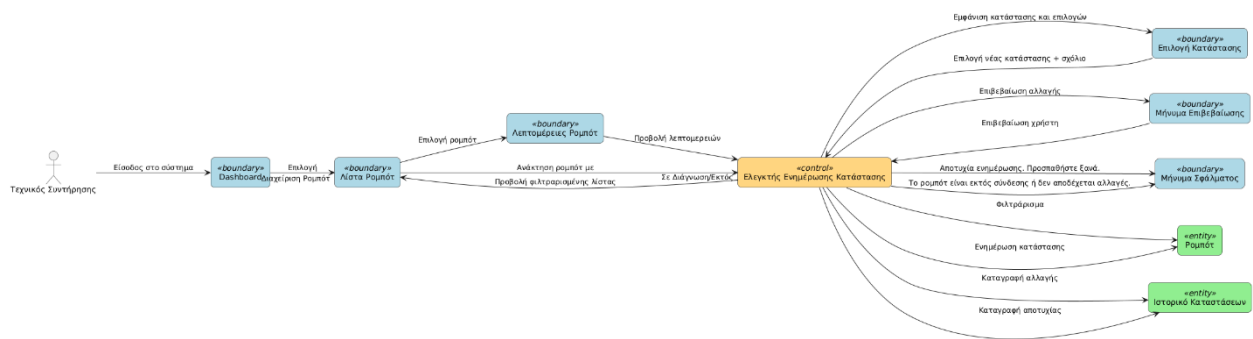 Τεχνικός Συντήρησης
Είσοδος στο σύστημα
«boundary»
Dashboard
Επιλογή
Διαχείριση Ρομπότ
«boundary»
Λίστα Ρομπότ
Επιλογή ρομπότ
«boundary»
Λεπτομέρειες Ρομπότ
Προβολή λεπτομερειών
Ανάκτηση ρομπότ με
Σε Διάγνωση/Εκτός
Προβολή φιλτραρισμένης λίστας
«control»
Ελεγκτής Ενημέρωσης Κατάστασης
Εμφάνιση κατάστασης και επιλογών
Επιλογή νέας κατάστασης + σχόλιο
«boundary»
Επιλογή Κατάστασης
Επιβεβαίωση αλλαγής
Επιβεβαίωση χρήστη
«boundary»
Μήνυμα Επιβεβαίωσης
Αποτυχία ενημέρωσης. Προσπαθήστε ξανά.
Το ρομπότ είναι εκτός σύνδεσης ή δεν αποδέχεται αλλαγές.
«boundary»
Μήνυμα Σφάλματος
Φιλτράρισμα
Ενημέρωση κατάστασης
«entity»
Ρομπότ
Καταγραφή αλλαγής
Καταγραφή αποτυχίας
«entity»
Ιστορικό Καταστάσεων